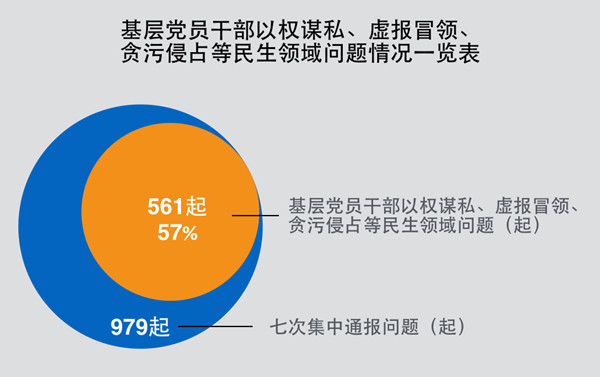 基层党员干部以权谋私、虚报冒领、
贪污侵占等民生领域问题情况一览表
561起
57%
基层党员干部以权谋私、虚报冒领、
贪污侵占等民生领域问题（起）
979起
七次集中通报问题（起）